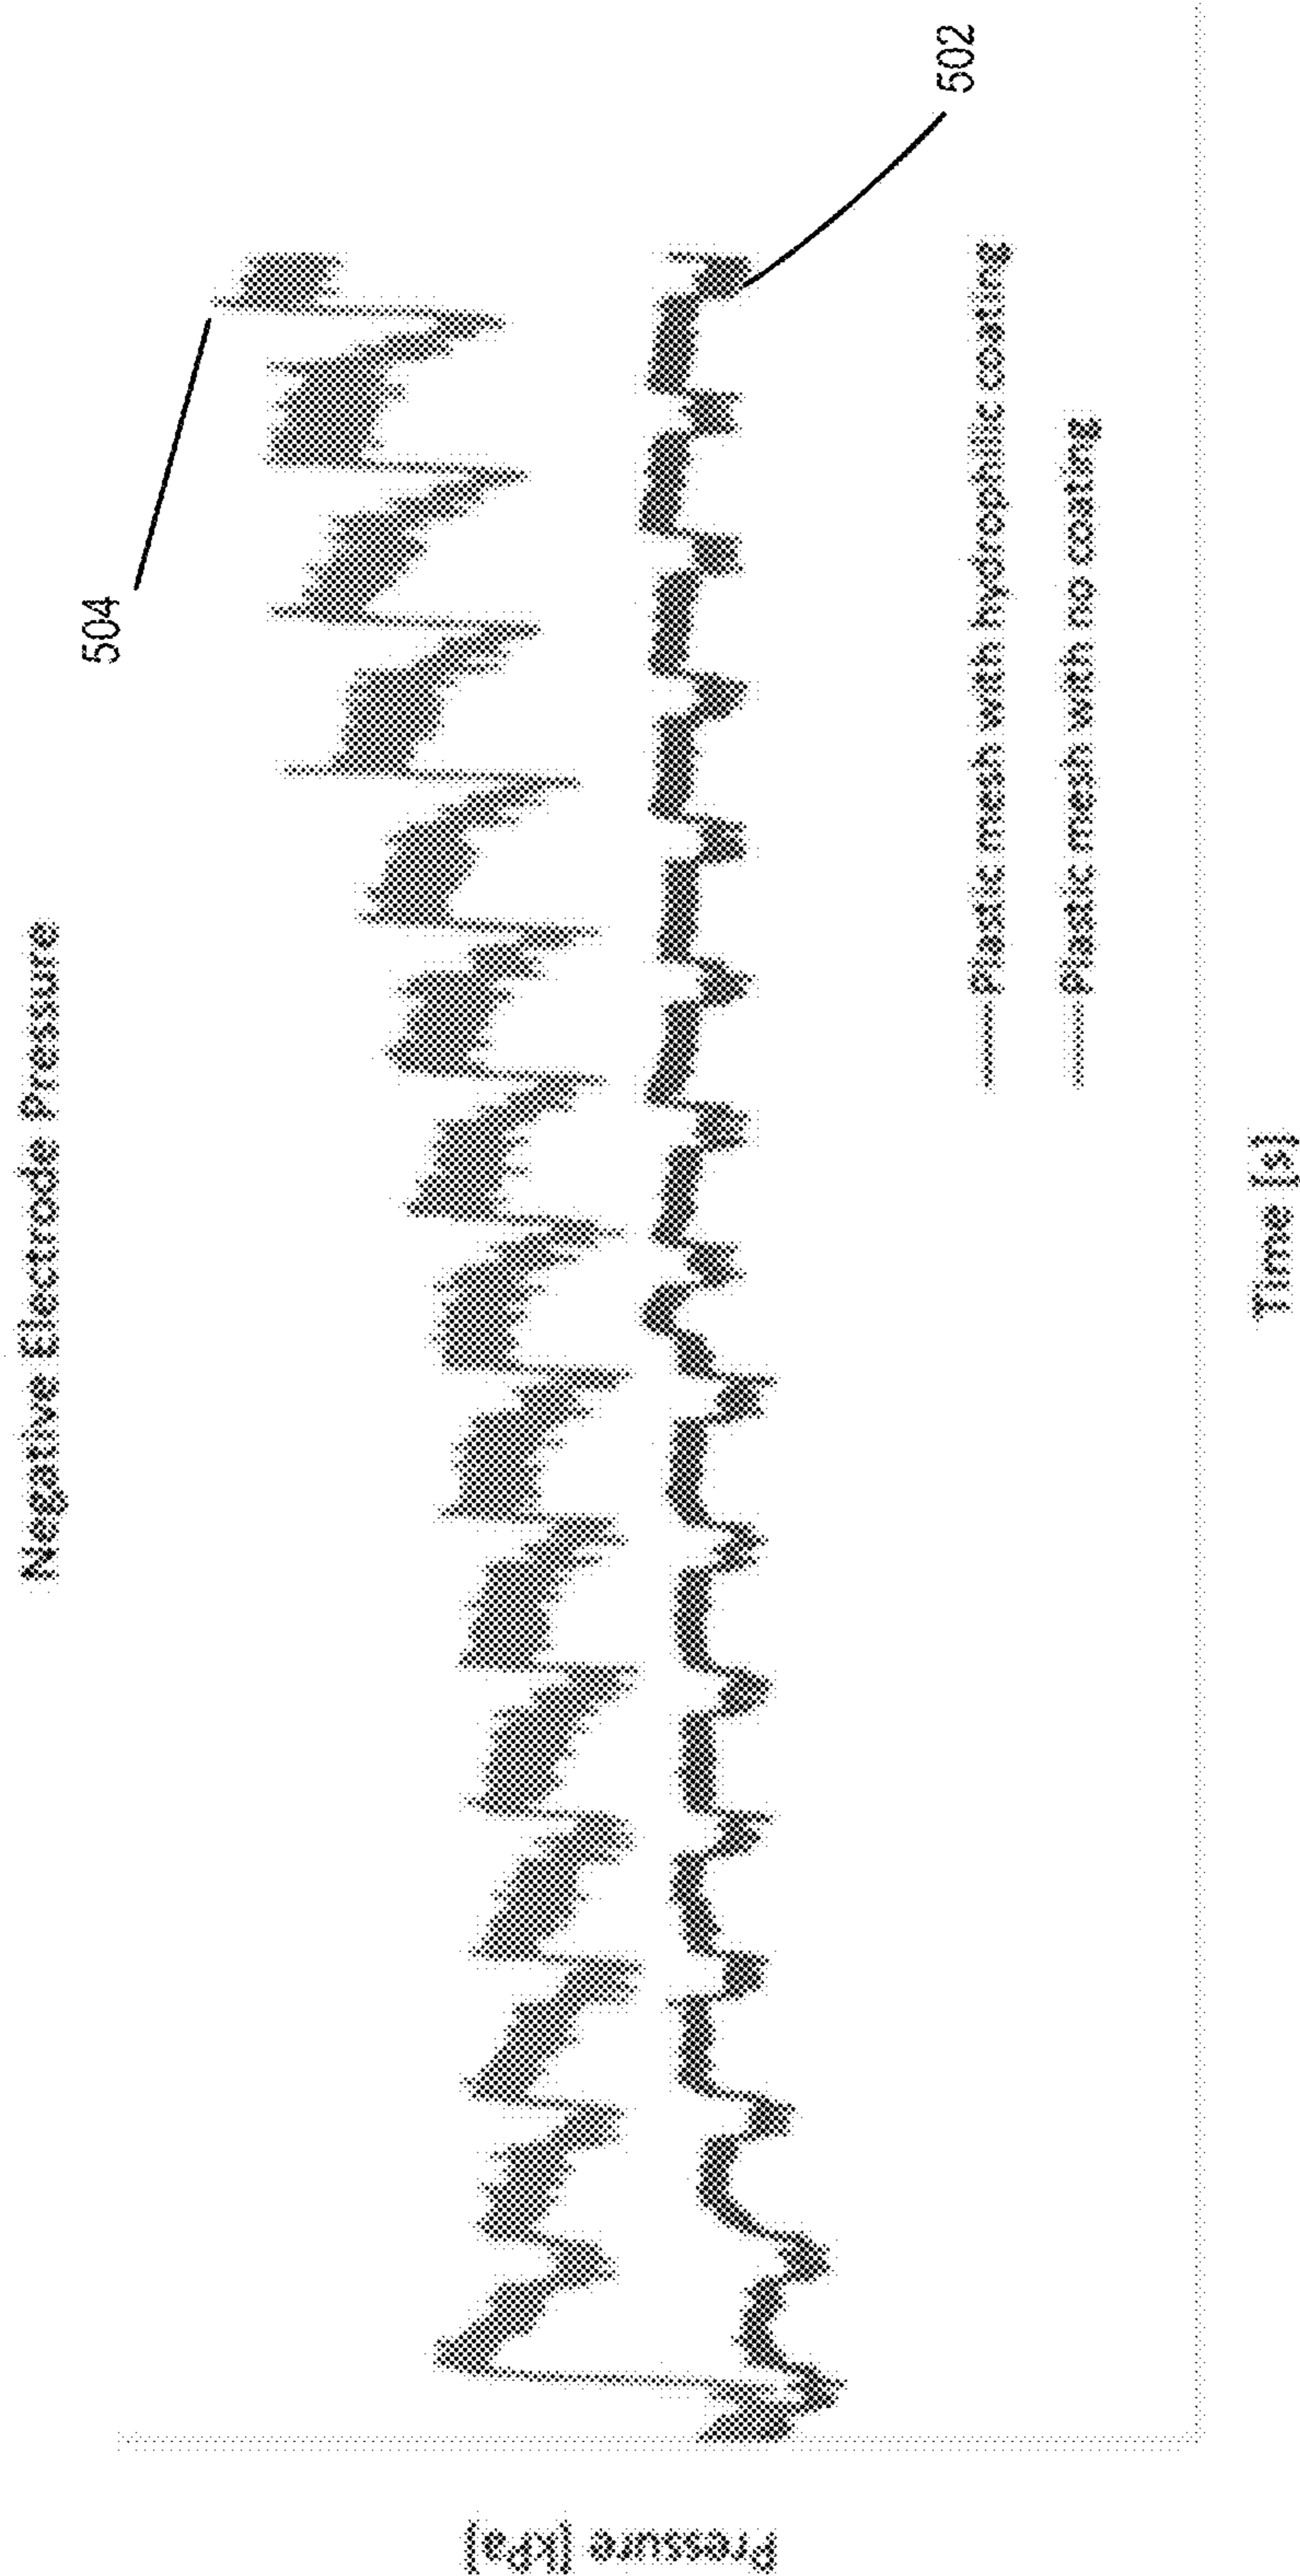 Negative Electrode Pressure
504
502
Pressure [kPa]
Plastic mesh with hydrophilic coating
Plastic mesh with no coating
Time [s]